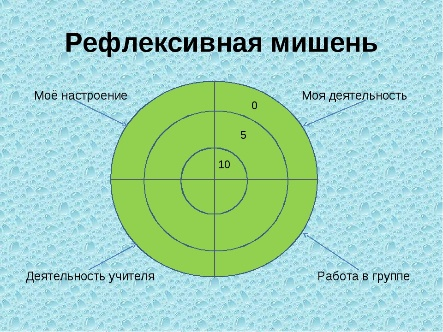 Рефлексивная мишень
Моё настроение
Моя деятельность
0
5
10
Деятельность учителя
Работа в группе